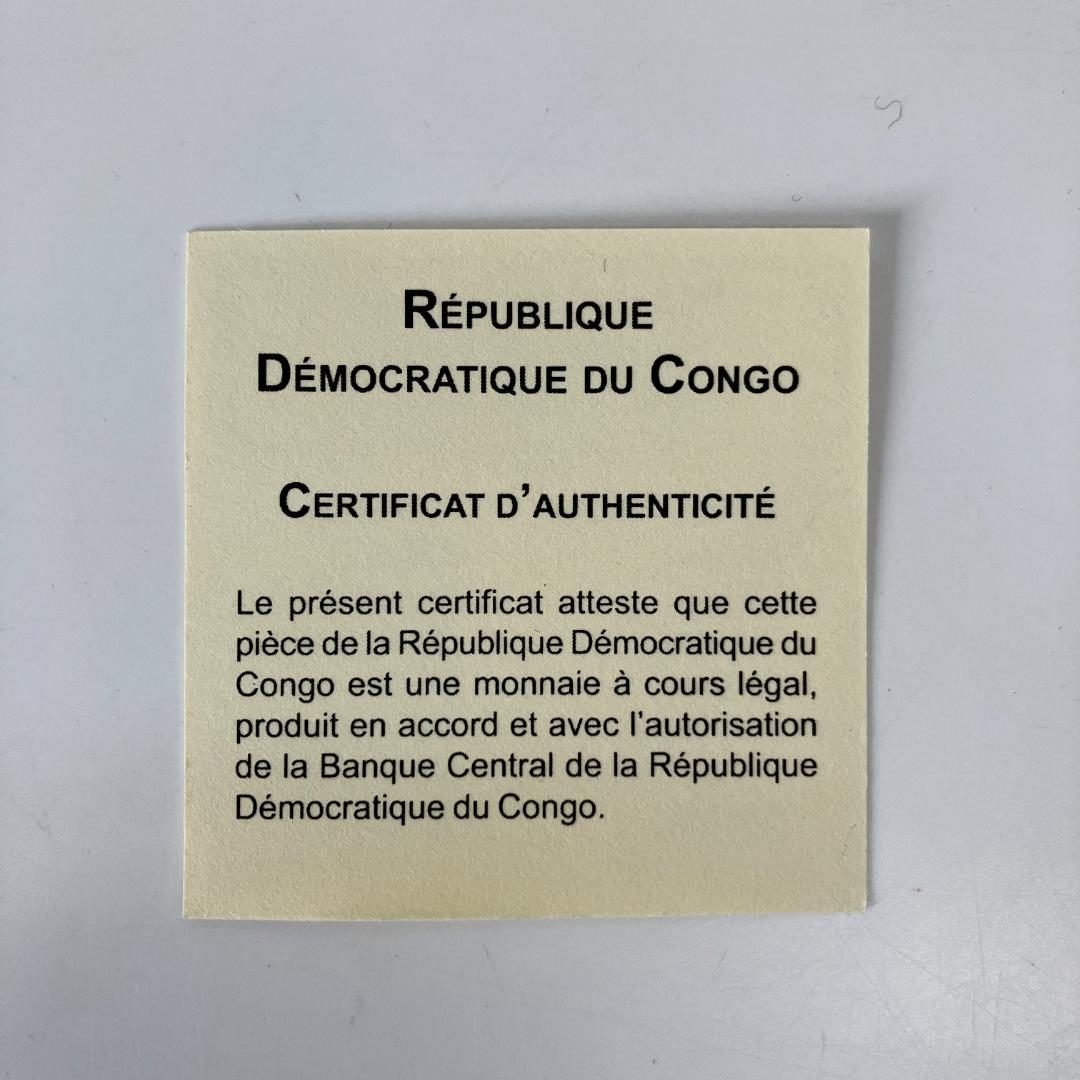 RÉPUBLIQUE
DÉMOCRATIQUE DU CONGO
CERTIFICAT D'AUTHENTICITÉ
Le présent certificat atteste que cette
pièce de la République Démocratique du
Congo est une monnaie à cours légal,
produit en accord et avec l'autorisation
de la Banque Central de la République
Démocratique du Congo.